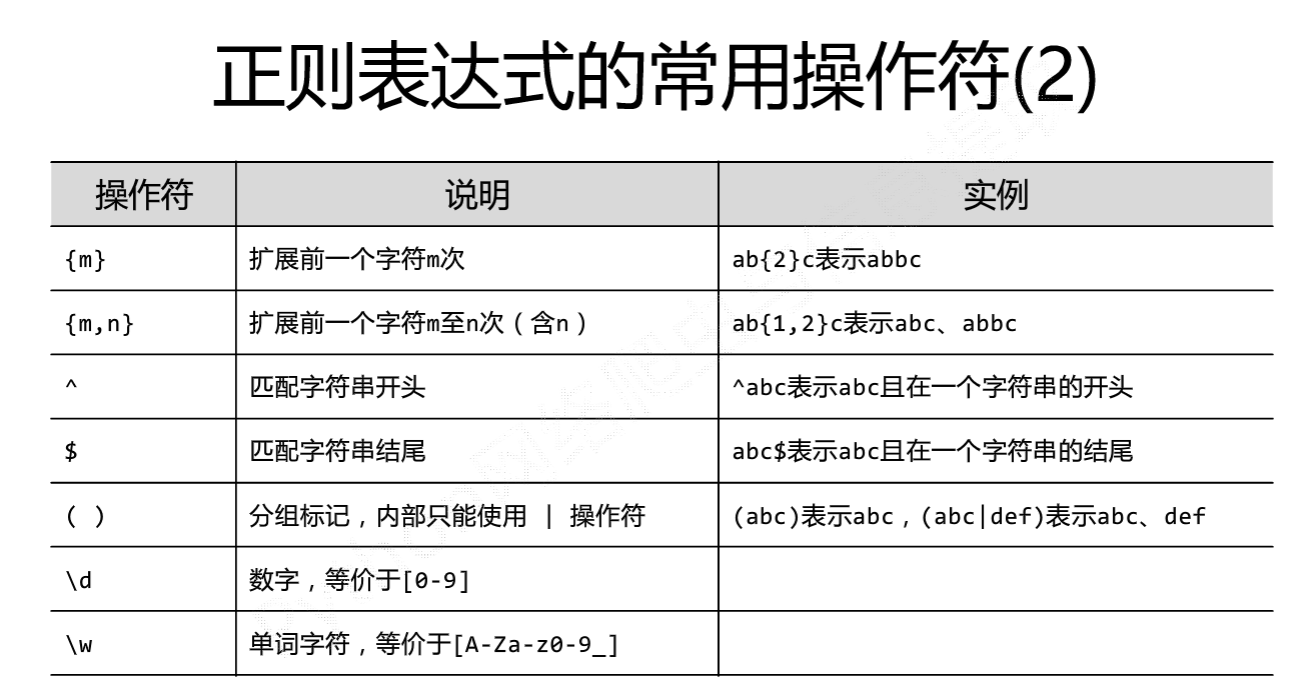 正则表达式的常用操作符(2)
操作符 说明 实例
{m} 扩展前一个字符m次 ab{2}c表示abbc
{m,n} 扩展前一个字符m至n次(含n) ab{1,2}c表示abc、abbc
^ 匹配字符串开头 ^abc表示abc且在一个字符串的开头
$ 匹配字符串结尾 abc$表示abc且在一个字符串的结尾
( ) 分组标记,内部只能使用 | 操作符 (abc)表示abc,(abc|def)表示abc、def
\d 数字,等价于[0-9]
\w 单词字符,等价于[A-Za-z0-9_]